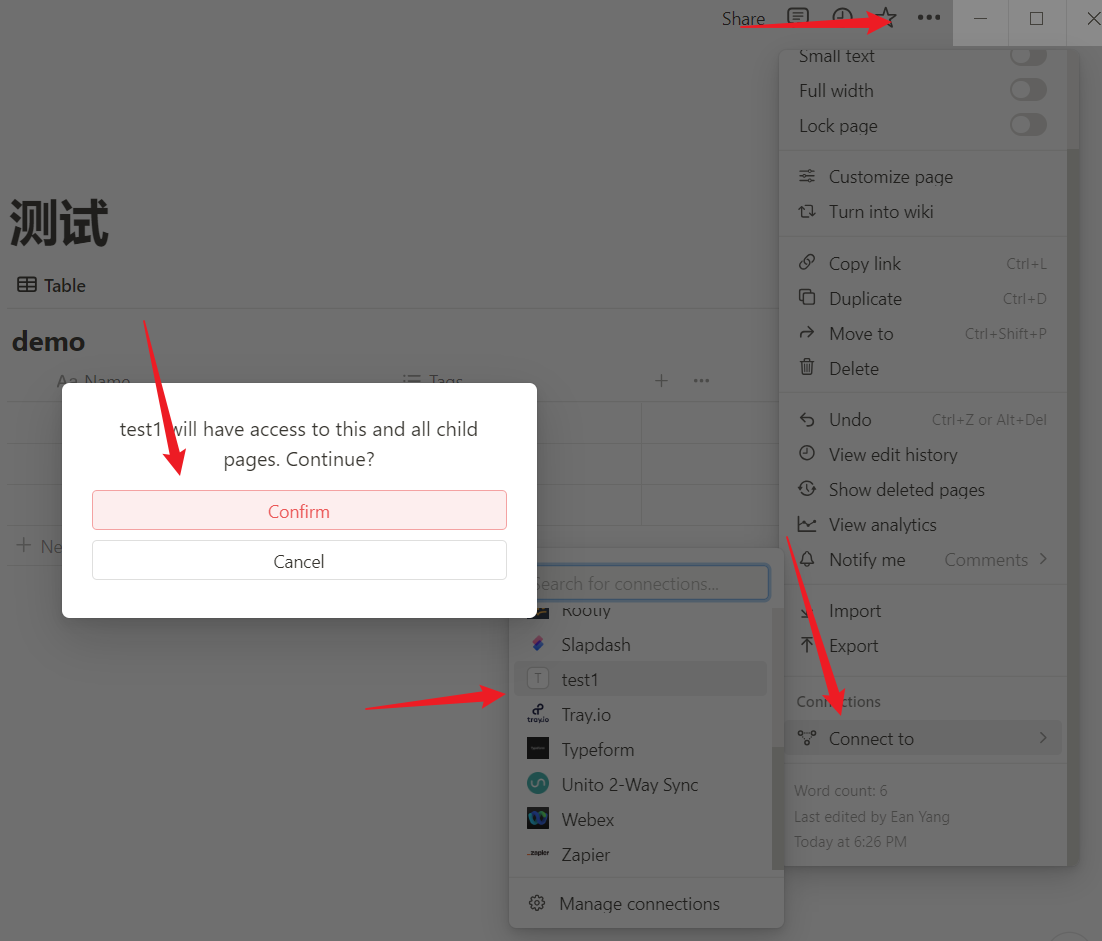 Share
Small text
Full width
Lock page
Customize page
Turn into wiki
测试
Copy link Ctrl+L
Table
Duplicate Ctrl+D
Move to Ctrl+Shift+P
demo
Delete
Aa Name Tags
test1 will have access to this and all child
pages. Continue?
Confirm
Cancel
Undo Ctrl+Z or Alt+Del
View edit history
Show deleted pages
View analytics
Notify me Comments
Import
Export
Connections
Connect to
Word count: 6
Last edited by Ean Yang
Today at 6:26 PM
Search for connections...
Rootly
Slapdash
T test1
tray.io Tray.io
Typeform
Unito 2-Way Sync
Webex
zapier Zapier
Manage connections